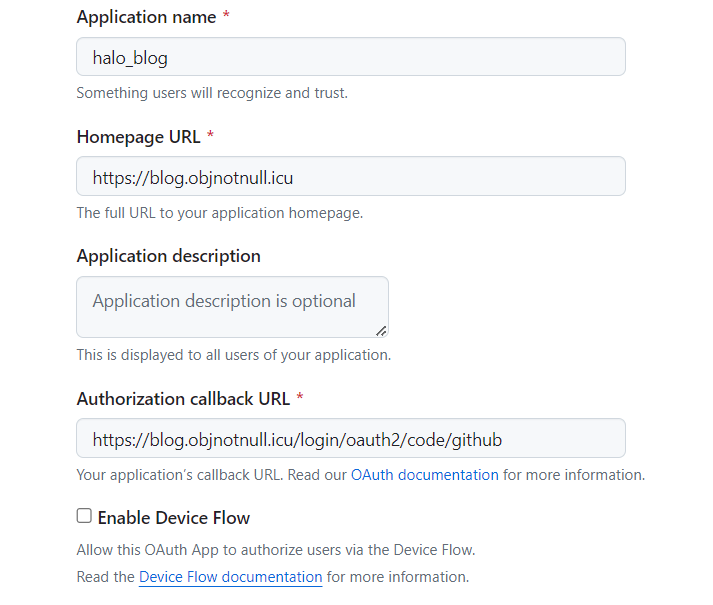 Application name *
halo_blog
Something users will recognize and trust.
Homepage URL *
https://blog.objnotnull.icu
The full URL to your application homepage.
Application description
Application description is optional
This is displayed to all users of your application.
Authorization callback URL *
https://blog.objnotnull.icu/login/oauth2/code/github
Your application's callback URL. Read our OAuth documentation for more information.
Enable Device Flow
Allow this OAuth App to authorize users via the Device Flow.
Read the Device Flow documentation for more information.